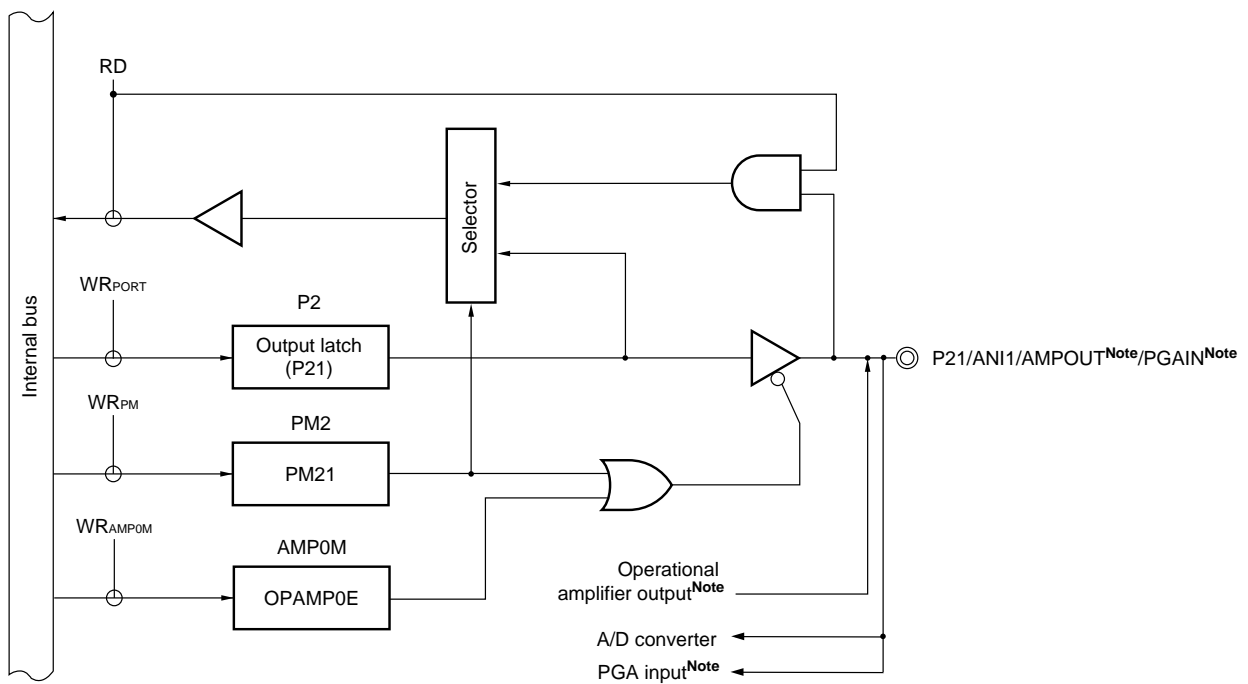 RD
Selector
Internal bus
WRPORT
P2
Output latch
(P21)
P21/ANI1/AMPOUTNote/PGAINNote
WRPM
PM2
PM21
WRAMP0M
AMP0M
OPAMP0E
Operational
amplifier outputNote
A/D converter
PGA inputNote